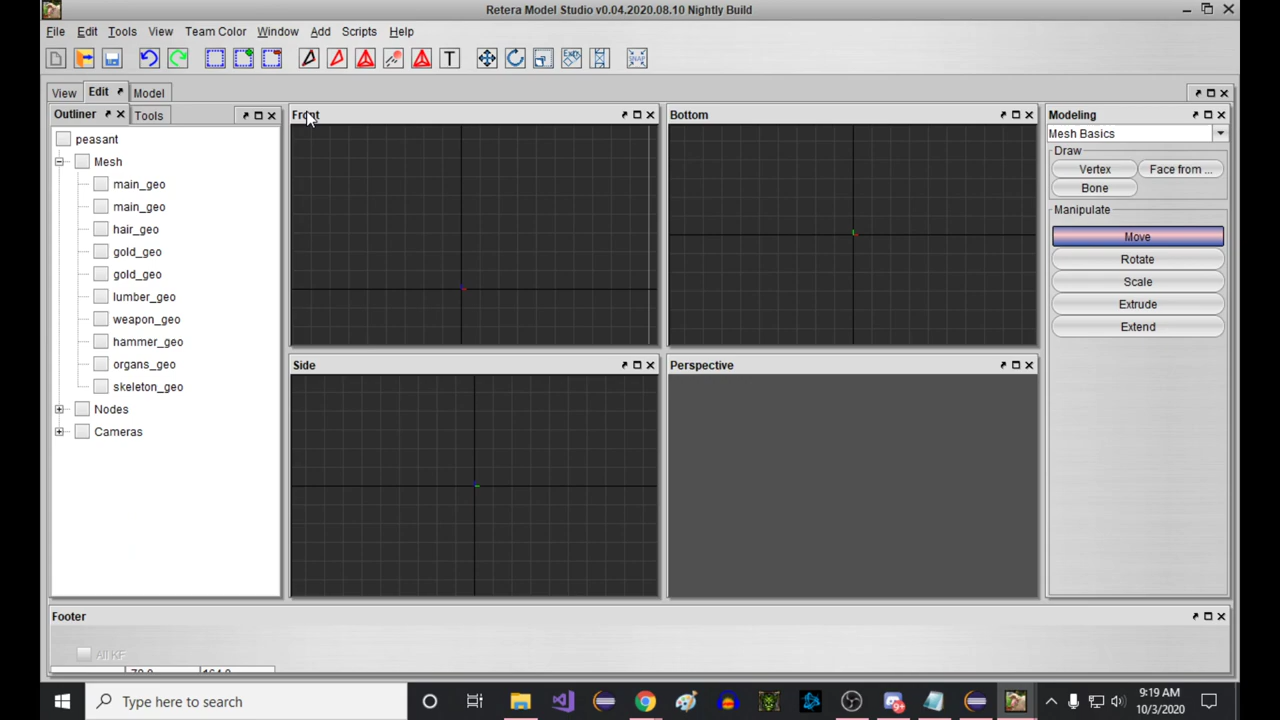 Retera Model Studio v0.04.2020.08.10 Nightly Build
File Edit Tools View Team Color Window Add Scripts Help
T SNAP
View Edit Model
Outliner Tools
peasant
Mesh
main_geo
main_geo
hair_geo
gold_geo
gold_geo
lumber_geo
weapon_geo
hammer_geo
organs_geo
skeleton_geo
Nodes
Cameras
Front
Bottom
Side
Perspective
Modeling
Mesh Basics
Draw
Vertex Face from ...
Bone
Manipulate
Move
Rotate
Scale
Extrude
Extend
Footer
All KF
Type here to search
9:19 AM
10/3/2020